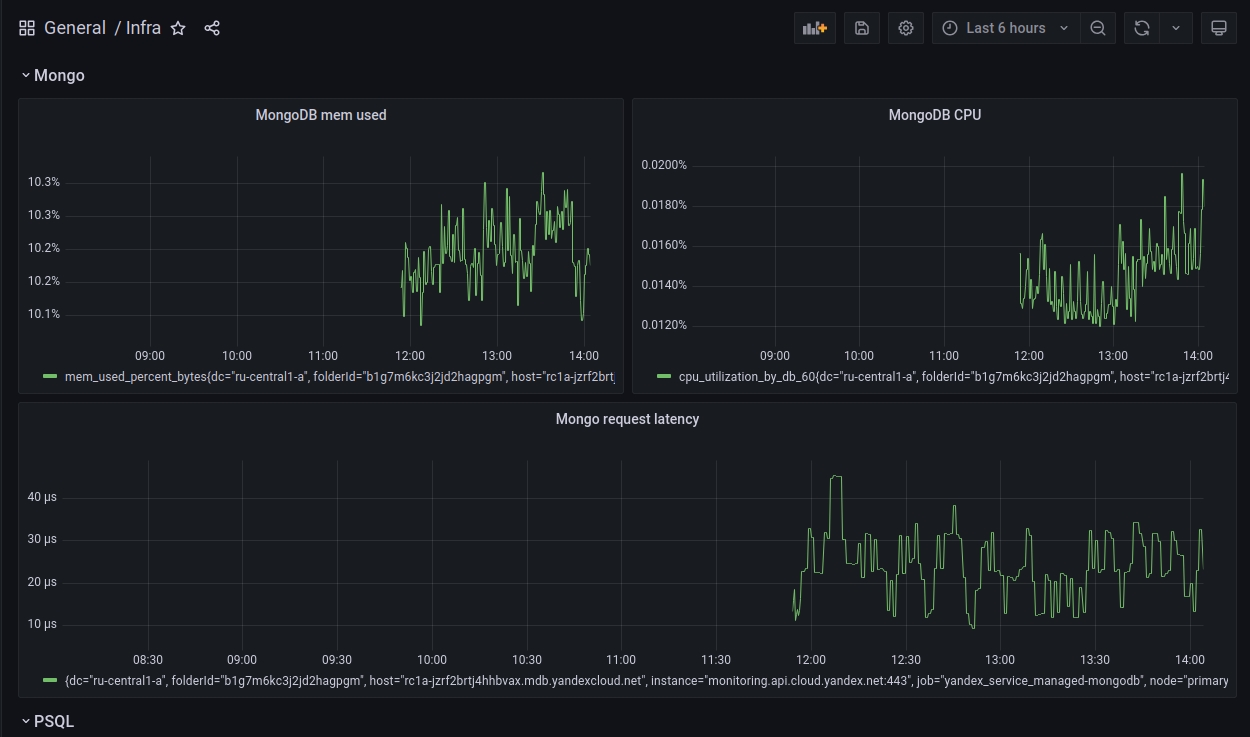 General / Infra
Last 6 hours
Mongo
MongoDB mem used
10.3%
10.3%
10.2%
10.2%
10.1%
09:00 10:00 11:00 12:00 13:00 14:00
mem_used_percent_bytes{dc="ru-central1-a", folderId="b1g7m6kc3j2jd2hagpgm", host="rc1a-jzrf2brt
MongoDB CPU
0.0200%
0.0180%
0.0160%
0.0140%
0.0120%
09:00 10:00 11:00 12:00 13:00 14:00
cpu_utilization_by_db_60{dc="ru-central1-a", folderId="b1g7m6kc3j2jd2hagpgm", host="rc1a-jzrf2brtj4
Mongo request latency
40 µs
30 µs
20 µs
10 µs
08:30 09:00 09:30 10:00 10:30 11:00 11:30 12:00 12:30 13:00 13:30 14:00
{dc="ru-central1-a", folderId="b1g7m6kc3j2jd2hagpgm", host="rc1a-jzrf2brtj4hhbvax.mdb.yandexcloud.net", instance="monitoring.api.cloud.yandex.net:443", job="yandex_service_managed-mongodb", node="primary
PSQL